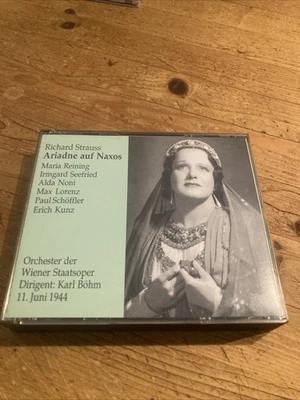 Richard Strauss
Ariadne auf Naxos
Maria Reining
Irmgard Seefried
Alda Noni
Max Lorenz
Paul Schöffler
Erich Kunz
Orchester der
Wiener Staatsoper
Dirigent: Karl Böhm
11. Juni 1944